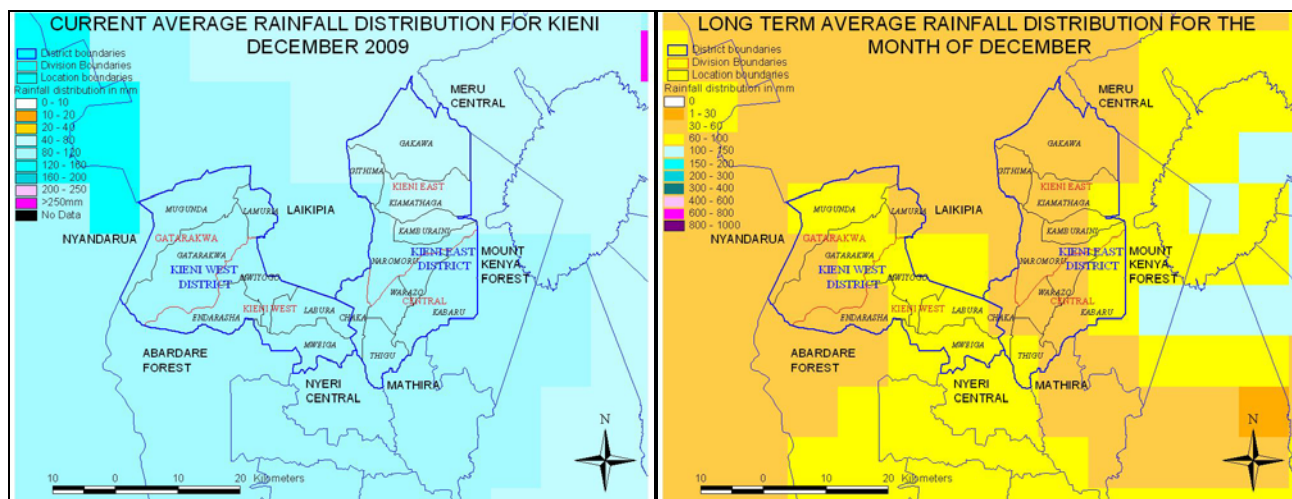 CURRENT AVERAGE RAINFALL DISTRIBUTION FOR KIENI
DECEMBER 2009
District boundaries
Division Boundaries
Location boundaries
Rainfall distribution in mm
0 - 10
10 - 20
20 - 40
40 - 80
80 - 120
120 - 160
160 - 200
200 - 250
>250mm
No Data
MERU
CENTRAL
GAKAWA
GITHIMA
KIENI EAST
KIAMATHAGA
MUGUNDA
LAMURIA
LAIKIPIA
KAMBURAINI
NYANDARUA
GATARAKWA
GATARAKWA
KIENI WEST
DISTRICT
MWIYOGO
NAROMORU
KIENI EAST
DISTRICT
MOUNT
KENYA
FOREST
WARAZO
CENTRAL
KABARU
KIENI WEST
LABURA
ENDARASHA
CHAKA
MWEIGA
THIGU
ABARDARE
FOREST
NYERI
CENTRAL
MATHIRA
N
10 0 10 20 Kilometers
LONG TERM AVERAGE RAINFALL DISTRIBUTION FOR THE
MONTH OF DECEMBER
District boundaries
Division Boundaries
Location boundaries
Rainfall distribution in mm
0
1 - 30
30 - 60
60 - 100
100 - 150
150 - 200
200 - 300
300 - 400
400 - 600
600 - 800
800 - 1000
MERU
CENTRAL
GAKAWA
GITHIMA
KIENI EAST
KIAMATHAGA
MUGUNDA
LAMURIA
LAIKIPIA
KAMBURAINI
NYANDARUA
GATARAKWA
GATARAKWA
KIENI WEST
DISTRICT
MWIYOGO
NAROMORU
KIENI EAST
DISTRICT
MOUNT
KENYA
FOREST
WARAZO
CENTRAL
KABARU
KIENI WEST
LABURA
ENDARASHA
CHAKA
MWEIGA
THIGU
ABARDARE
FOREST
NYERI
CENTRAL
MATHIRA
N
10 0 10 20 Kilometers